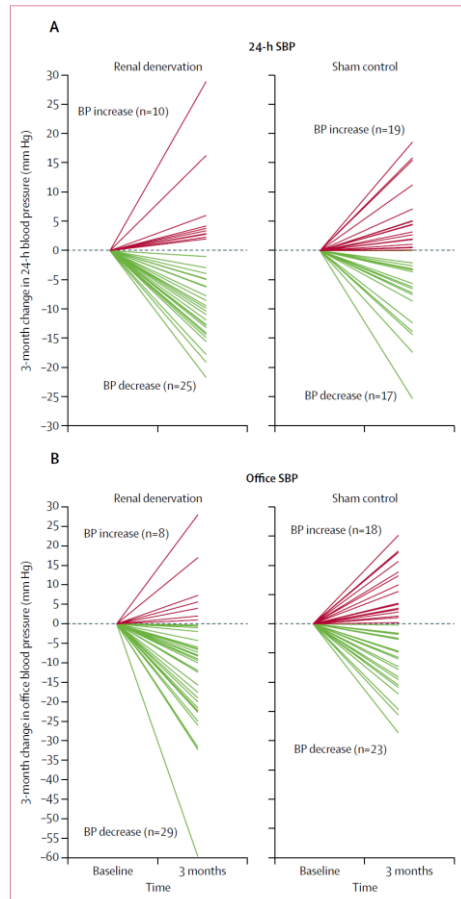 A
24-h SBP
Renal denervation
Sham control
3-month change in 24-h blood pressure (mm Hg)
30
25
20
15
10
5
0
−5
−10
−15
−20
−25
−30
BP increase (n=10)
BP decrease (n=25)
BP increase (n=19)
BP decrease (n=17)
B
Office SBP
Renal denervation
Sham control
3-month change in office blood pressure (mm Hg)
30
25
20
15
10
5
0
−5
−10
−15
−20
−25
−30
−35
−40
−45
−50
−55
−60
BP increase (n=8)
BP decrease (n=29)
BP increase (n=18)
BP decrease (n=23)
Baseline 3 months
Time
Baseline 3 months
Time